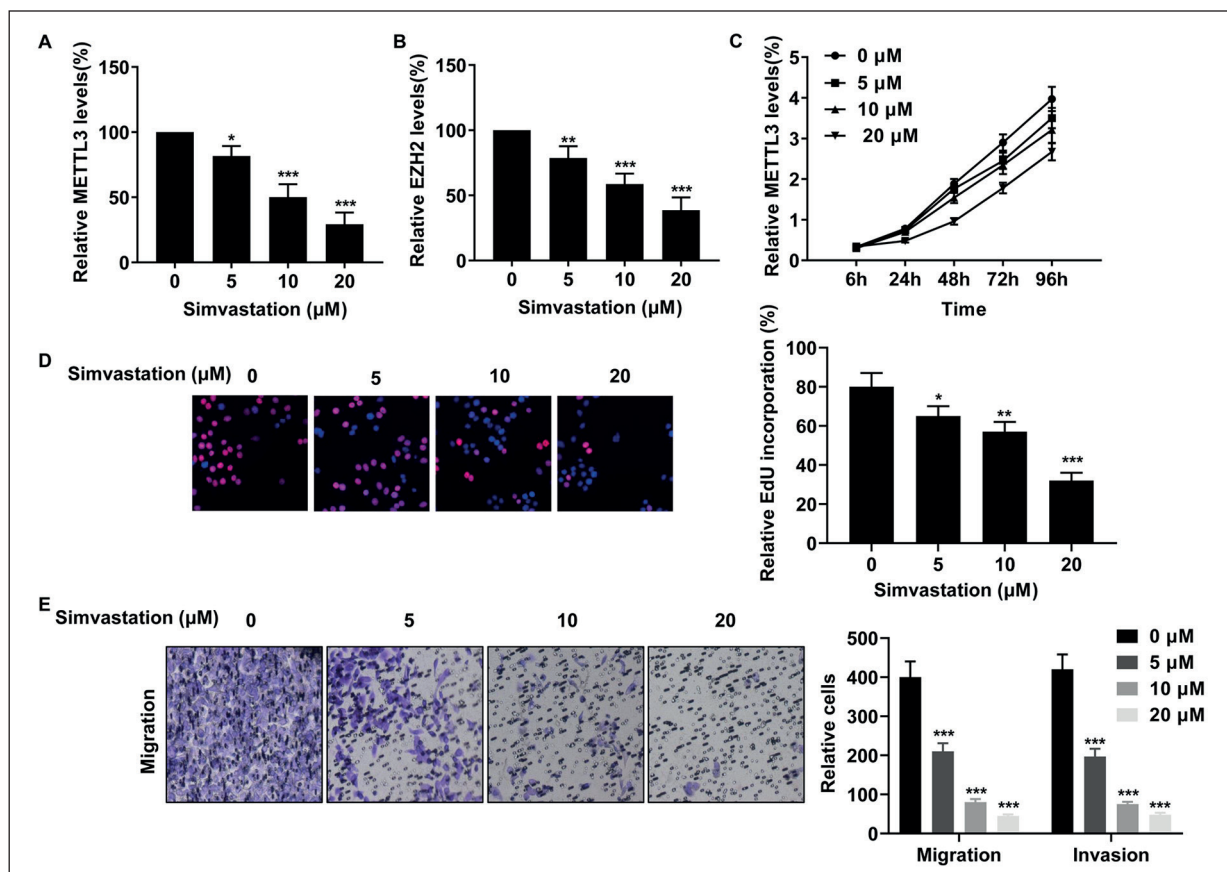 A
Relative METTL3 levels(%)
150
100
50
0
*
***
***
0 5 10 20
Simvastation (μM)
B
Relative EZH2 levels(%)
150
100
50
0
**
***
***
0 5 10 20
Simvastation (μM)
C
Relative METTL3 levels(%)
5
4
3
2
1
0
0 μM
5 μM
10 μM
20 μM
6h 24h 48h 72h 96h
Time
D
Simvastation (μM) 0 5 10 20
Relative EdU incorporation (%)
100
80
60
40
20
0
*
**
***
0 5 10 20
Simvastation (μM)
E
Simvastation (μM) 0 5 10 20
Migration
Relative cells
500
400
300
200
100
0
0 μM
5 μM
10 μM
20 μM
*** *** ***
*** *** ***
Migration Invasion